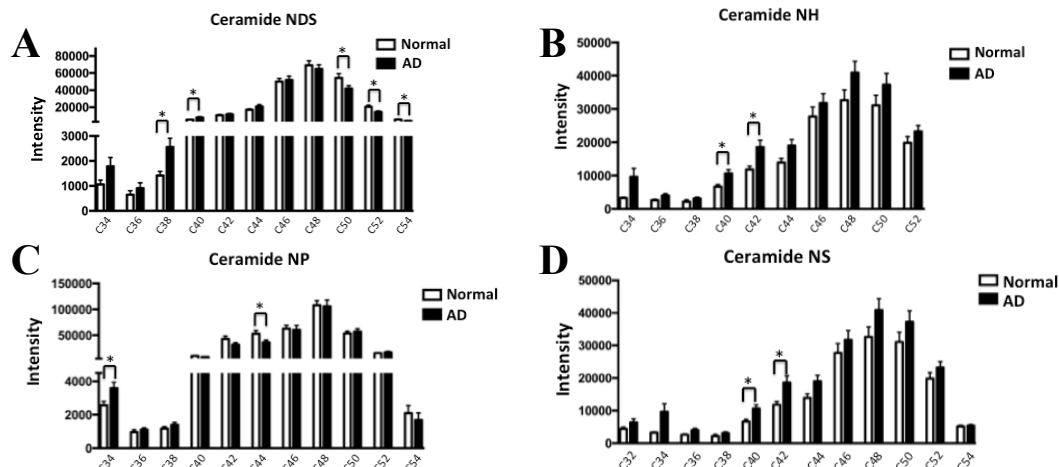 A
Ceramide NDS
Normal
AD
Intensity
80000
60000
40000
20000
3000
2000
1000
0
* * * * * *
C34 C36 C38 C40 C42 C44 C46 C48 C50 C52 C54
B
Ceramide NH
Normal
AD
Intensity
50000
40000
30000
20000
10000
0
* *
C34 C36 C38 C40 C42 C44 C46 C48 C50 C52
C
Ceramide NP
Normal
AD
Intensity
150000
100000
50000
4000
2000
0
* *
C34 C36 C38 C40 C42 C44 C46 C48 C50 C52 C54
D
Ceramide NS
Normal
AD
Intensity
50000
40000
30000
20000
10000
0
* *
C32 C34 C36 C38 C40 C42 C44 C46 C48 C50 C52 C54